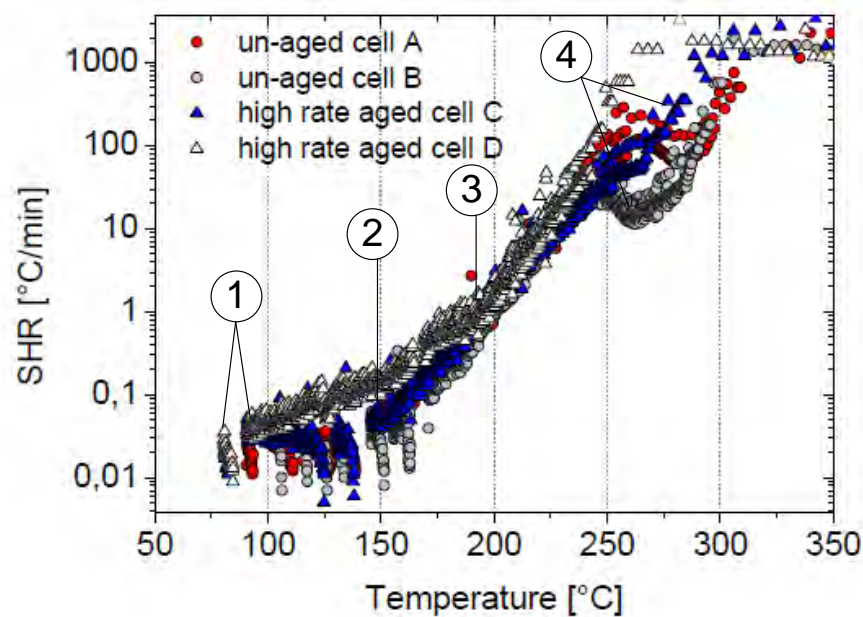 1000
100
10
1
0,1
0,01
SHR [°C/min]
un-aged cell A
un-aged cell B
high rate aged cell C
high rate aged cell D
1
2
3
4
50
100
150
200
250
300
350
Temperature [°C]